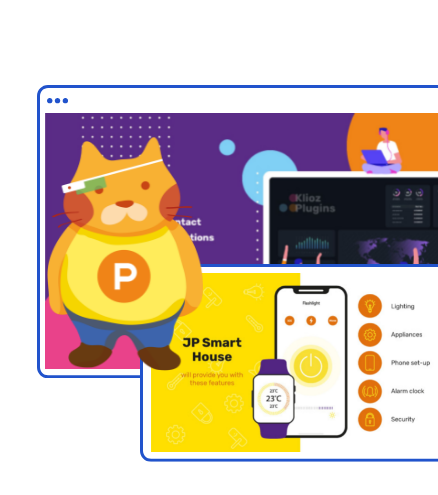 Klioz
Plugins
ntact
tions
P
Flashlight
JP Smart
House
will provide you with
these features
23°C
23°C
23°C
Lighting
Appliances
Phone set-up
Alarm clock
Security